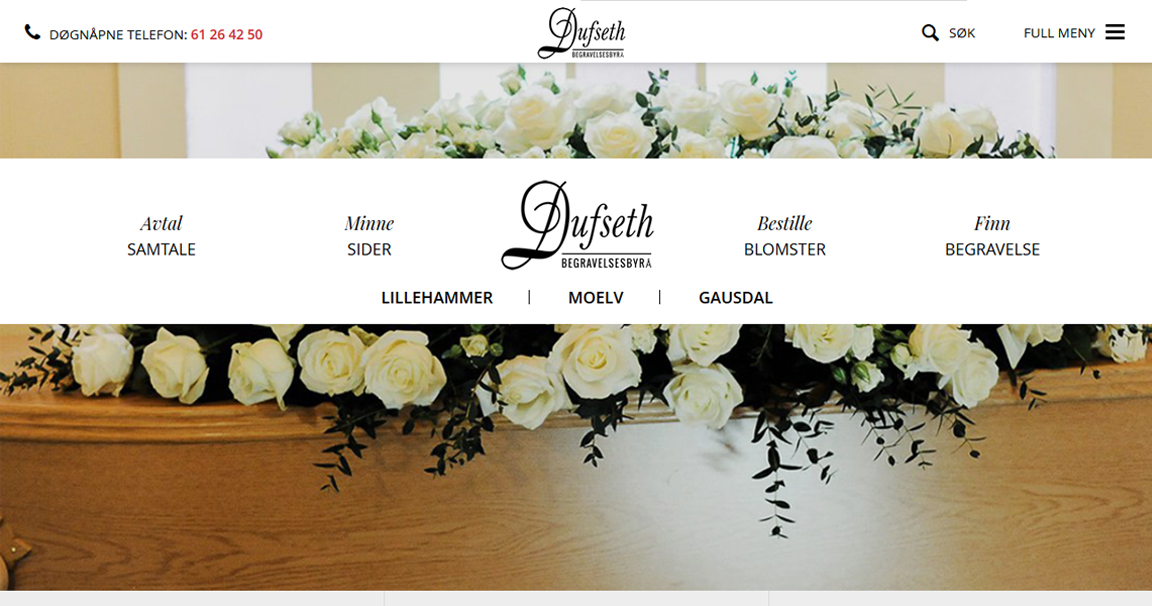 DØGNÅPNE TELEFON: 61 26 42 50
Dufseth
BEGRAVELSESBYRÅ
SØK
FULL MENY
Avtal
SAMTALE
Minne
SIDER
Dufseth
BEGRAVELSESBYRÅ
Bestille
BLOMSTER
Finn
BEGRAVELSE
LILLEHAMMER | MOELV | GAUSDAL